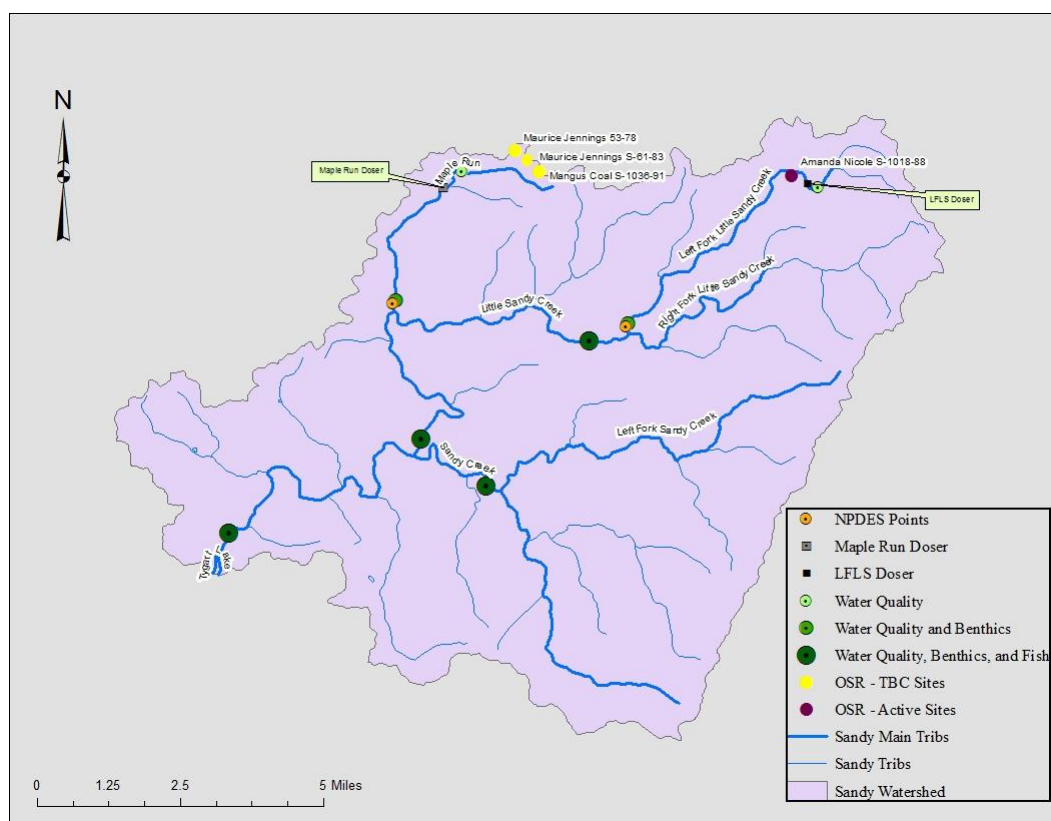 N
Maurice Jennings 53-78
Maple Run Doser
Maple Run
Maurice Jennings S-61-83
Mangus Coal S-1036-91
Amanda Nicole S-1018-88
LFLS Doser
Left Fork Little Sandy Creek
Right Fork Little Sandy Creek
Little Sandy Creek
Left Fork Sandy Creek
Sandy Creek
Tygart
Lake
NPDES Points
Maple Run Doser
LFLS Doser
Water Quality
Water Quality and Benthics
Water Quality, Benthics, and Fish
OSR - TBC Sites
OSR - Active Sites
Sandy Main Tribs
Sandy Tribs
Sandy Watershed
0 1.25 2.5 5 Miles